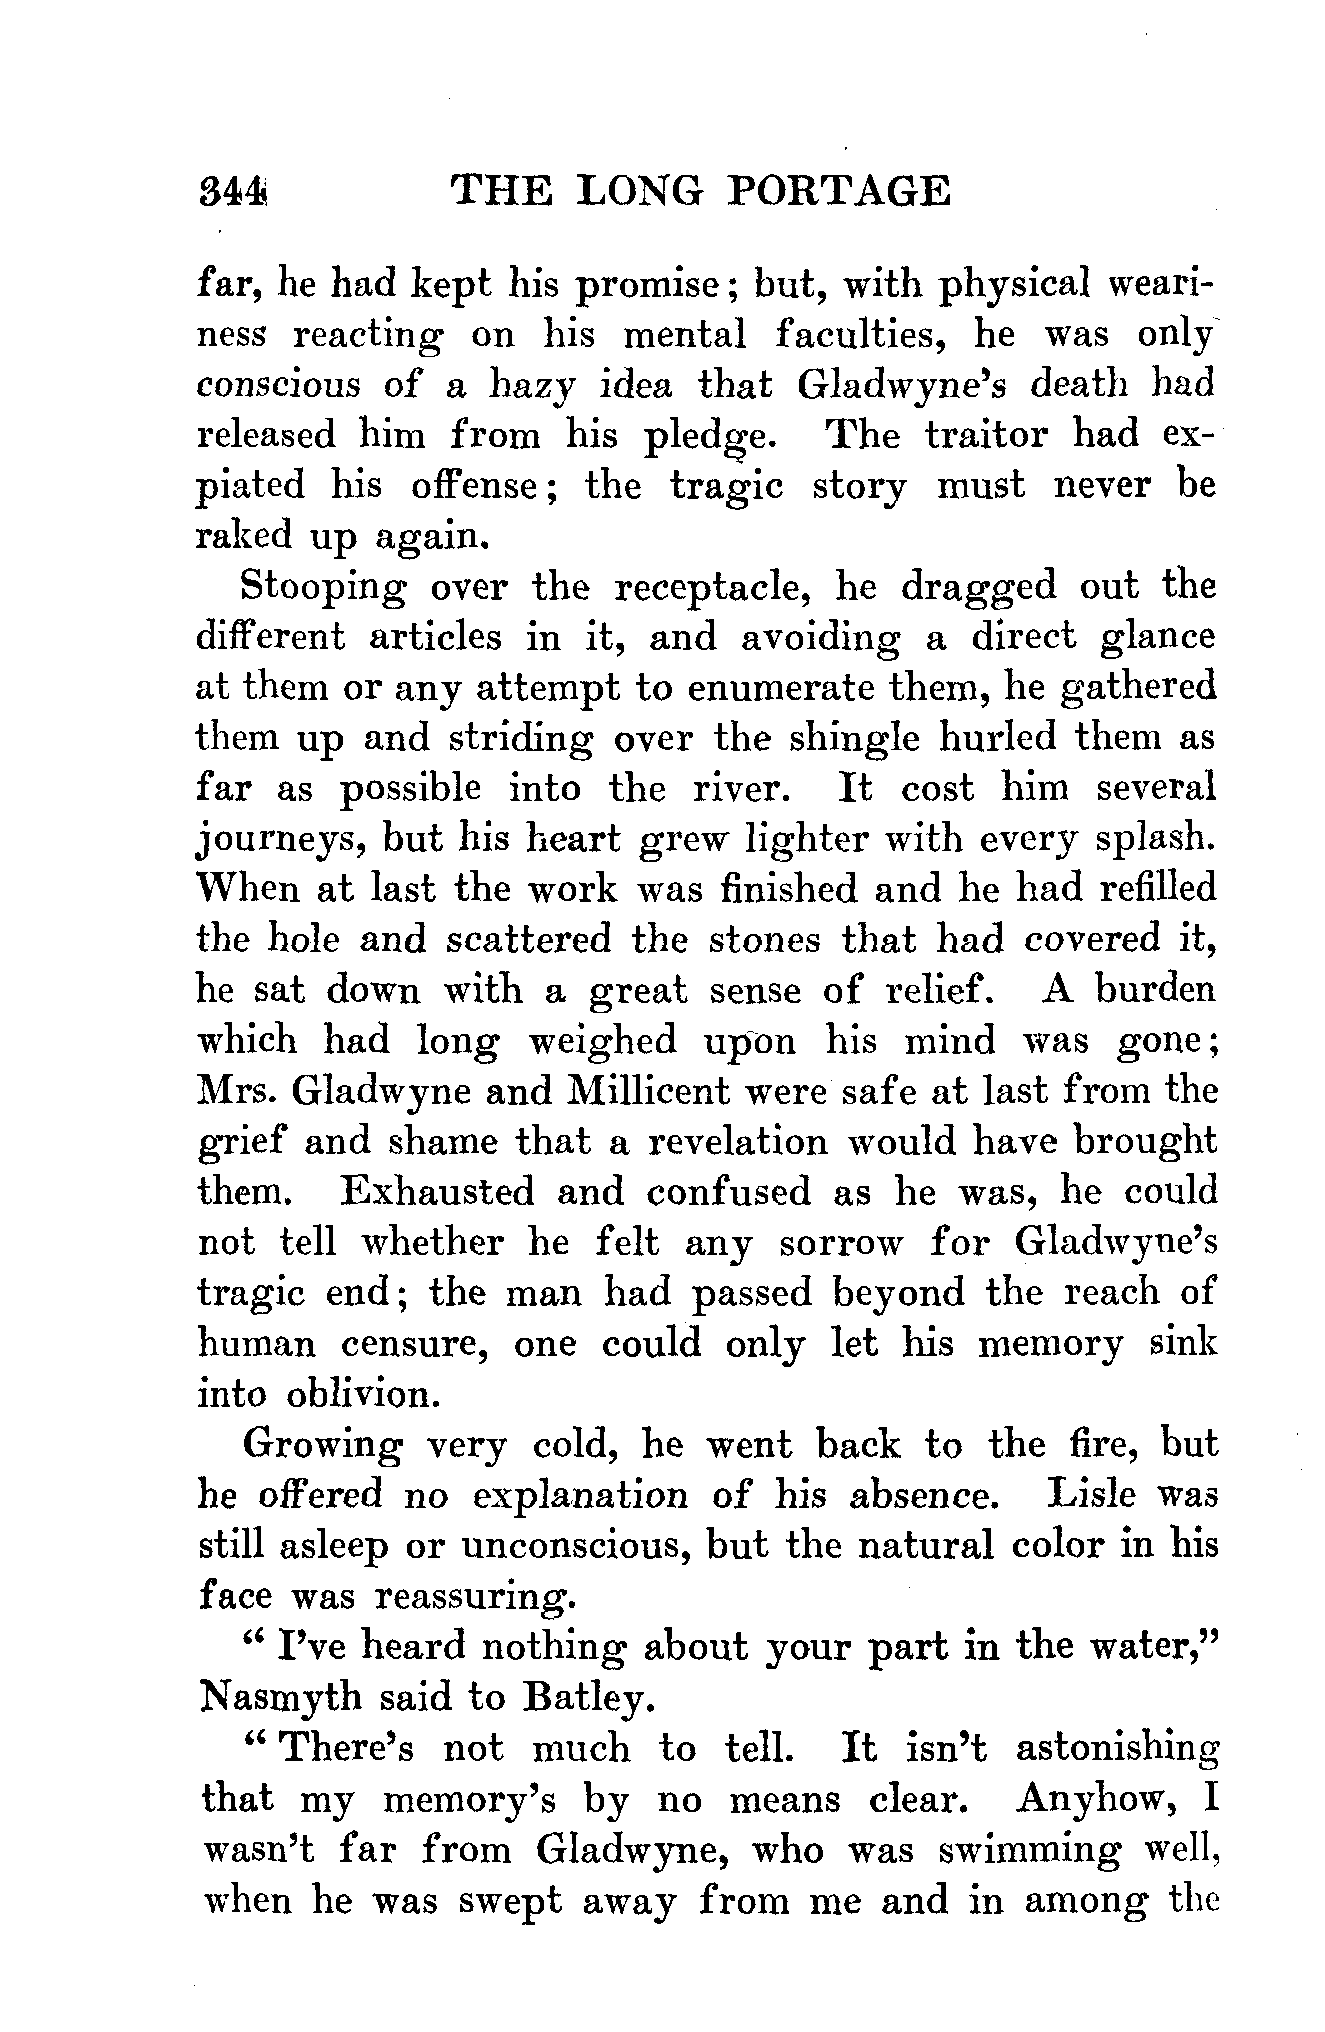 344 THE LONG PORTAGE
far, he had kept his promise; but, with physical weari-
ness reacting on his mental faculties, he was only
conscious of a hazy idea that Gladwyne's death had
released him from his pledge. The traitor had ex-
piated his offense; the tragic story must never be
raked up again.
Stooping over the receptacle, he dragged out the
different articles in it, and avoiding a direct glance
at them or any attempt to enumerate them, he gathered
them up and striding over the shingle hurled them as
far as possible into the river. It cost him several
journeys, but his heart grew lighter with every splash.
When at last the work was finished and he had refilled
the hole and scattered the stones that had covered it,
he sat down with a great sense of relief. A burden
which had long weighed upon his mind was gone;
Mrs. Gladwyne and Millicent were safe at last from the
grief and shame that a revelation would have brought
them. Exhausted and confused as he was, he could
not tell whether he felt any sorrow for Gladwyne's
tragic end; the man had passed beyond the reach of
human censure, one could only let his memory sink
into oblivion.
Growing very cold, he went back to the fire, but
he offered no explanation of his absence. Lisle was
still asleep or unconscious, but the natural color in his
face was reassuring.
" I've heard nothing about your part in the water,"
Nasmyth said to Batley.
" There's not much to tell. It isn't astonishing
that my memory's by no means clear. Anyhow, I
wasn't far from Gladwyne, who was swimming well,
when he was swept away from me and in among the